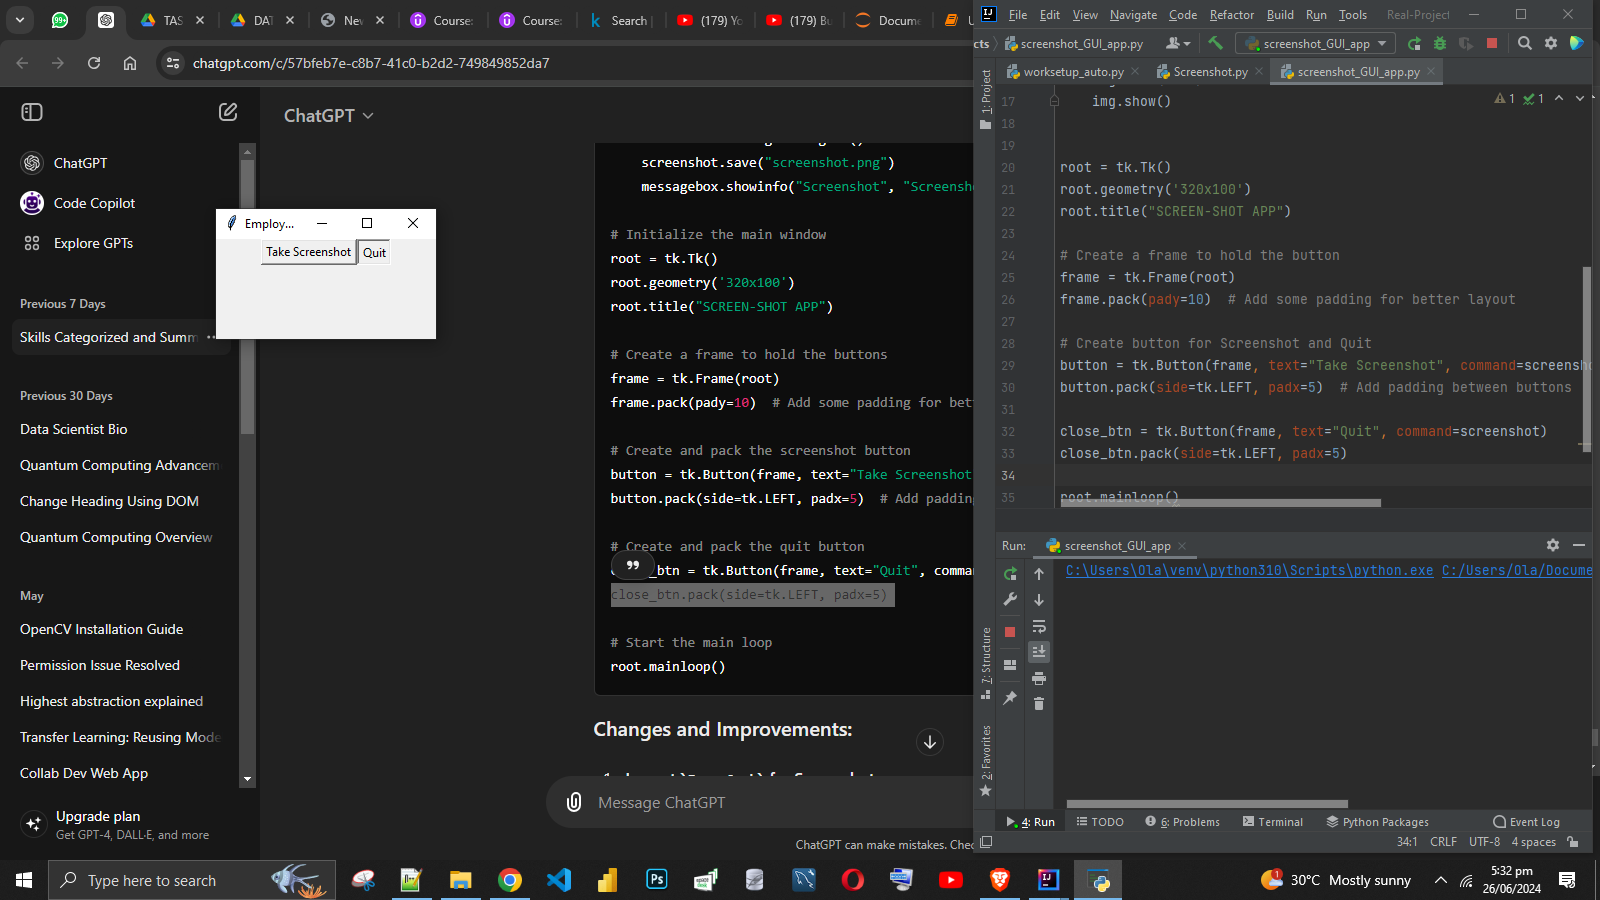 TAS
DAT
Nev
Course:
Course:
Search
(179) Yo
(179) Bu
Docume
chatgpt.com/c/57bfeb7e-c8b7-41c0-b2d2-749849852da7
ChatGPT
Code Copilot
Explore GPTs
Previous 7 Days
Skills Categorized and Summ
Previous 30 Days
Data Scientist Bio
Quantum Computing Advancem
Change Heading Using DOM
Quantum Computing Overview
May
OpenCV Installation Guide
Permission Issue Resolved
Highest abstraction explained
Transfer Learning: Reusing Mode
Collab Dev Web App
Upgrade plan
Get GPT-4, DALL·E, and more
Employ...
Take Screenshot
Quit
ChatGPT
screenshot.save("screenshot.png")
messagebox.showinfo("Screenshot", "Screensh
# Initialize the main window
root = tk.Tk()
root.geometry('320x100')
root.title("SCREEN-SHOT APP")
# Create a frame to hold the buttons
frame = tk.Frame(root)
frame.pack(pady=10)  # Add some padding for bet
# Create and pack the screenshot button
button = tk.Button(frame, text="Take Screenshot
button.pack(side=tk.LEFT, padx=5)  # Add padding
# Create and pack the quit button
_btn = tk.Button(frame, text="Quit", comman
close_btn.pack(side=tk.LEFT, padx=5)
# Start the main loop
root.mainloop()
Changes and Improvements:
Message ChatGPT
ChatGPT can make mistakes. Chec
File Edit View Navigate Code Refactor Build Run Tools Real-Project
cts screenshot_GUI_app.py
screenshot_GUI_app
worksetup_auto.py
Screenshot.py
screenshot_GUI_app.py
1: Project
1 1
17 img.show()
18
19
20 root = tk.Tk()
21 root.geometry('320x100')
22 root.title("SCREEN-SHOT APP")
23
24 # Create a frame to hold the button
25 frame = tk.Frame(root)
26 frame.pack(pady=10)  # Add some padding for better layout
27
28 # Create button for Screenshot and Quit
29 button = tk.Button(frame, text="Take Screenshot", command=screensho
30 button.pack(side=tk.LEFT, padx=5)  # Add padding between buttons
31
32 close_btn = tk.Button(frame, text="Quit", command=screenshot)
33 close_btn.pack(side=tk.LEFT, padx=5)
34
35 root.mainloop()
Run: screenshot_GUI_app
C:\Users\Ola\venv\python310\Scripts\python.exe C:/Users/Ola/Docume
7: Structure
2: Favorites
4: Run TODO 6: Problems Terminal Python Packages Event Log
34:1 CRLF UTF-8 4 spaces
Type here to search
30°C Mostly sunny
5:32 pm
26/06/2024